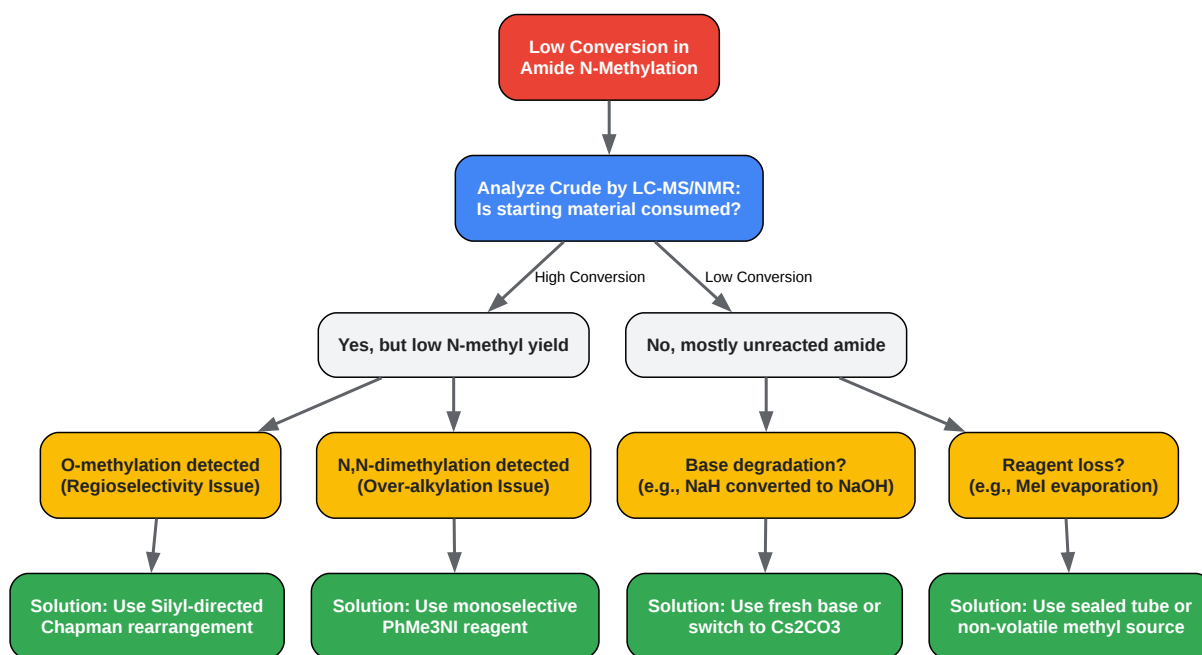 Low Conversion in
Amide N-Methylation
Analyze Crude by LC-MS/NMR:
Is starting material consumed?
High Conversion
Low Conversion
Yes, but low N-methyl yield
No, mostly unreacted amide
O-methylation detected
(Regioselectivity Issue)
N,N-dimethylation detected
(Over-alkylation Issue)
Base degradation?
(e.g., NaH converted to NaOH)
Reagent loss?
(e.g., MeI evaporation)
Solution: Use Silyl-directed
Chapman rearrangement
Solution: Use monoselective
PhMe3NI reagent
Solution: Use fresh base or
switch to Cs2CO3
Solution: Use sealed tube or
non-volatile methyl source